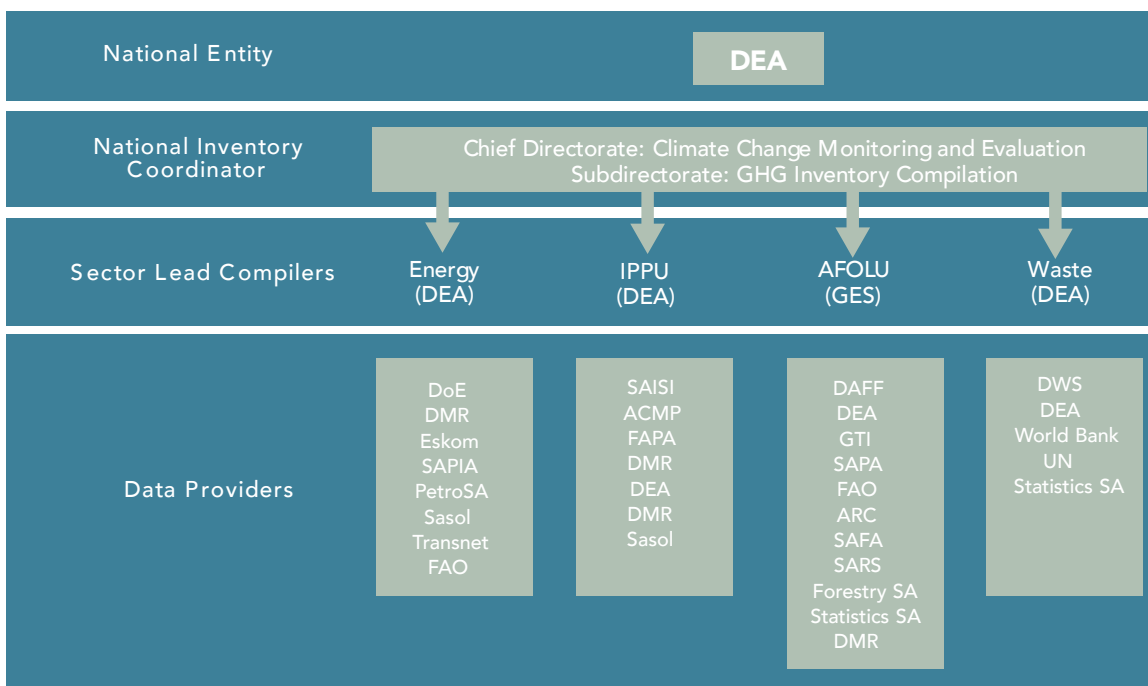 National Entity
DEA
National Inventory
Coordinator
Chief Directorate: Climate Change Monitoring and Evaluation
Subdirectorate: GHG Inventory Compilation
Sector Lead Compilers
Energy
(DEA)
IPPU
(DEA)
AFOLU
(GES)
Waste
(DEA)
Data Providers
DoE
DMR
Eskom
SAPIA
PetroSA
Sasol
Transnet
FAO
SAISI
ACMP
FAPA
DMR
DEA
DMR
Sasol
DAFF
DEA
GTI
SAPA
FAO
ARC
SAFA
SARS
Forestry SA
Statistics SA
DMR
DWS
DEA
World Bank
UN
Statistics SA